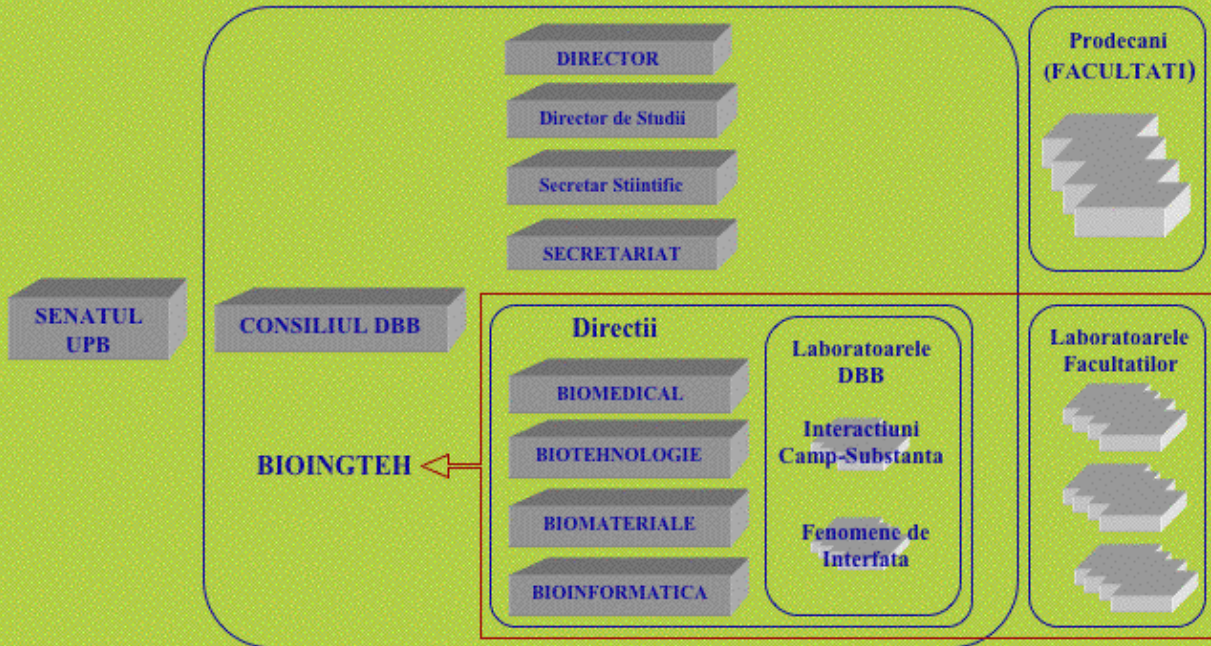 DIRECTOR
Director de Studii
Secretar Stiintific
SECRETARIAT
Prodecani
(FACULTATI)
SENATUL
UPB
CONSILIUL DBB
BIOINGTEH
Directii
BIOMEDICAL
BIOTEHNOLOGIE
BIOMATERIALE
BIOINFORMATICA
Laboratoarele
DBB
Interactiuni
Camp-Substanta
Fenomene de
Interfata
Laboratoarele
Facultatilor